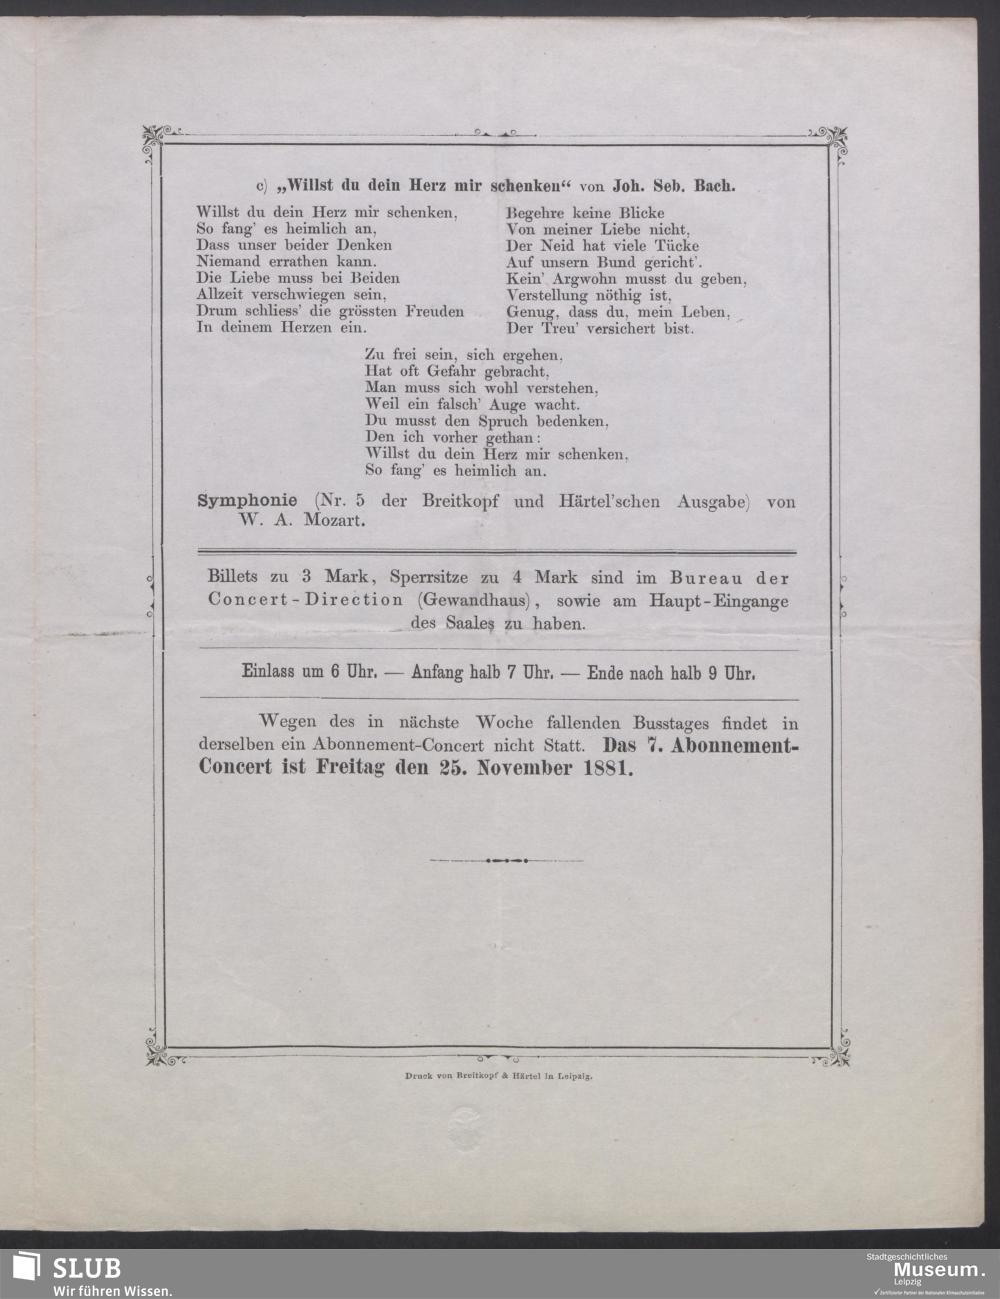 c) „Willst du dein Herz mir schenken“ von Joh. Seb. Bach.
Willst du dein Herz mir schenken,
So fang' es heimlich an,
Dass unser beider Denken
Niemand errathen kann.
Die Liebe muss bei Beiden
Allzeit verschwiegen sein,
Drum schliess' die grössten Freuden
In deinem Herzen ein.
Begehre keine Blicke
Von meiner Liebe nicht,
Der Neid hat viele Tücke
Auf unsern Bund gericht'.
Kein' Argwohn musst du geben,
Verstellung nöthig ist,
Genug, dass du, mein Leben,
Der Treu' versichert bist.
Zu frei sein, sich ergehen,
Hat oft Gefahr gebracht,
Man muss sich wohl verstehen,
Weil ein falsch' Auge wacht.
Du musst den Spruch bedenken,
Den ich vorher gethan:
Willst du dein Herz mir schenken,
So fang' es heimlich an.
Symphonie (Nr. 5 der Breitkopf und Härtel'schen Ausgabe) von
W. A. Mozart.
Billets zu 3 Mark, Sperrsitze zu 4 Mark sind im Bureau der
Concert-Direction (Gewandhaus), sowie am Haupt-Eingange
des Saales zu haben.
Einlass um 6 Uhr. — Anfang halb 7 Uhr. — Ende nach halb 9 Uhr.
Wegen des in nächste Woche fallenden Busstages findet in
derselben ein Abonnement-Concert nicht Statt. Das 7. Abonnement-
Concert ist Freitag den 25. November 1881.
Druck von Breitkopf & Härtel in Leipzig.
SLUB
Wir führen Wissen.
Stadtgeschichtliches
Museum.
Leipzig
Zertifizierter Partner der Nationalen Klimaschutzinitiative